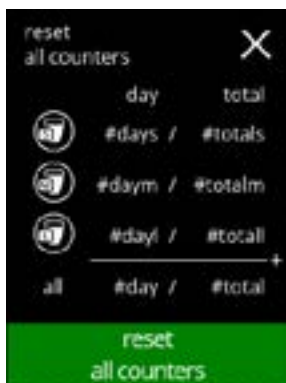 reset
all counters
day total
#days / #totals
#daym / #totalm
#dayl / #totall
+
all #day / #total
reset
all counters